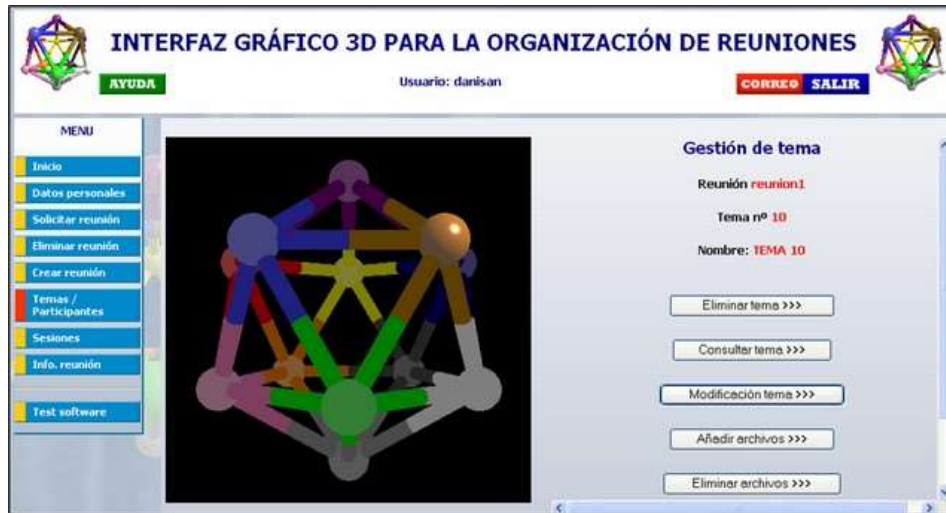 INTERFAZ GRÁFICO 3D PARA LA ORGANIZACIÓN DE REUNIONES
AYUDA
Usuario: danisan
CORREO SALIR
MENU
Inicio
Datos personales
Solicitar reunión
Eliminar reunión
Crear reunión
Temas /
Participantes
Sesiones
Info. reunión
Test software
Gestión de tema
Reunión reunion1
Tema nº 10
Nombre: TEMA 10
Eliminar tema >>>
Consultar tema >>>
Modificación tema >>>
Añadir archivos >>>
Eliminar archivos >>>